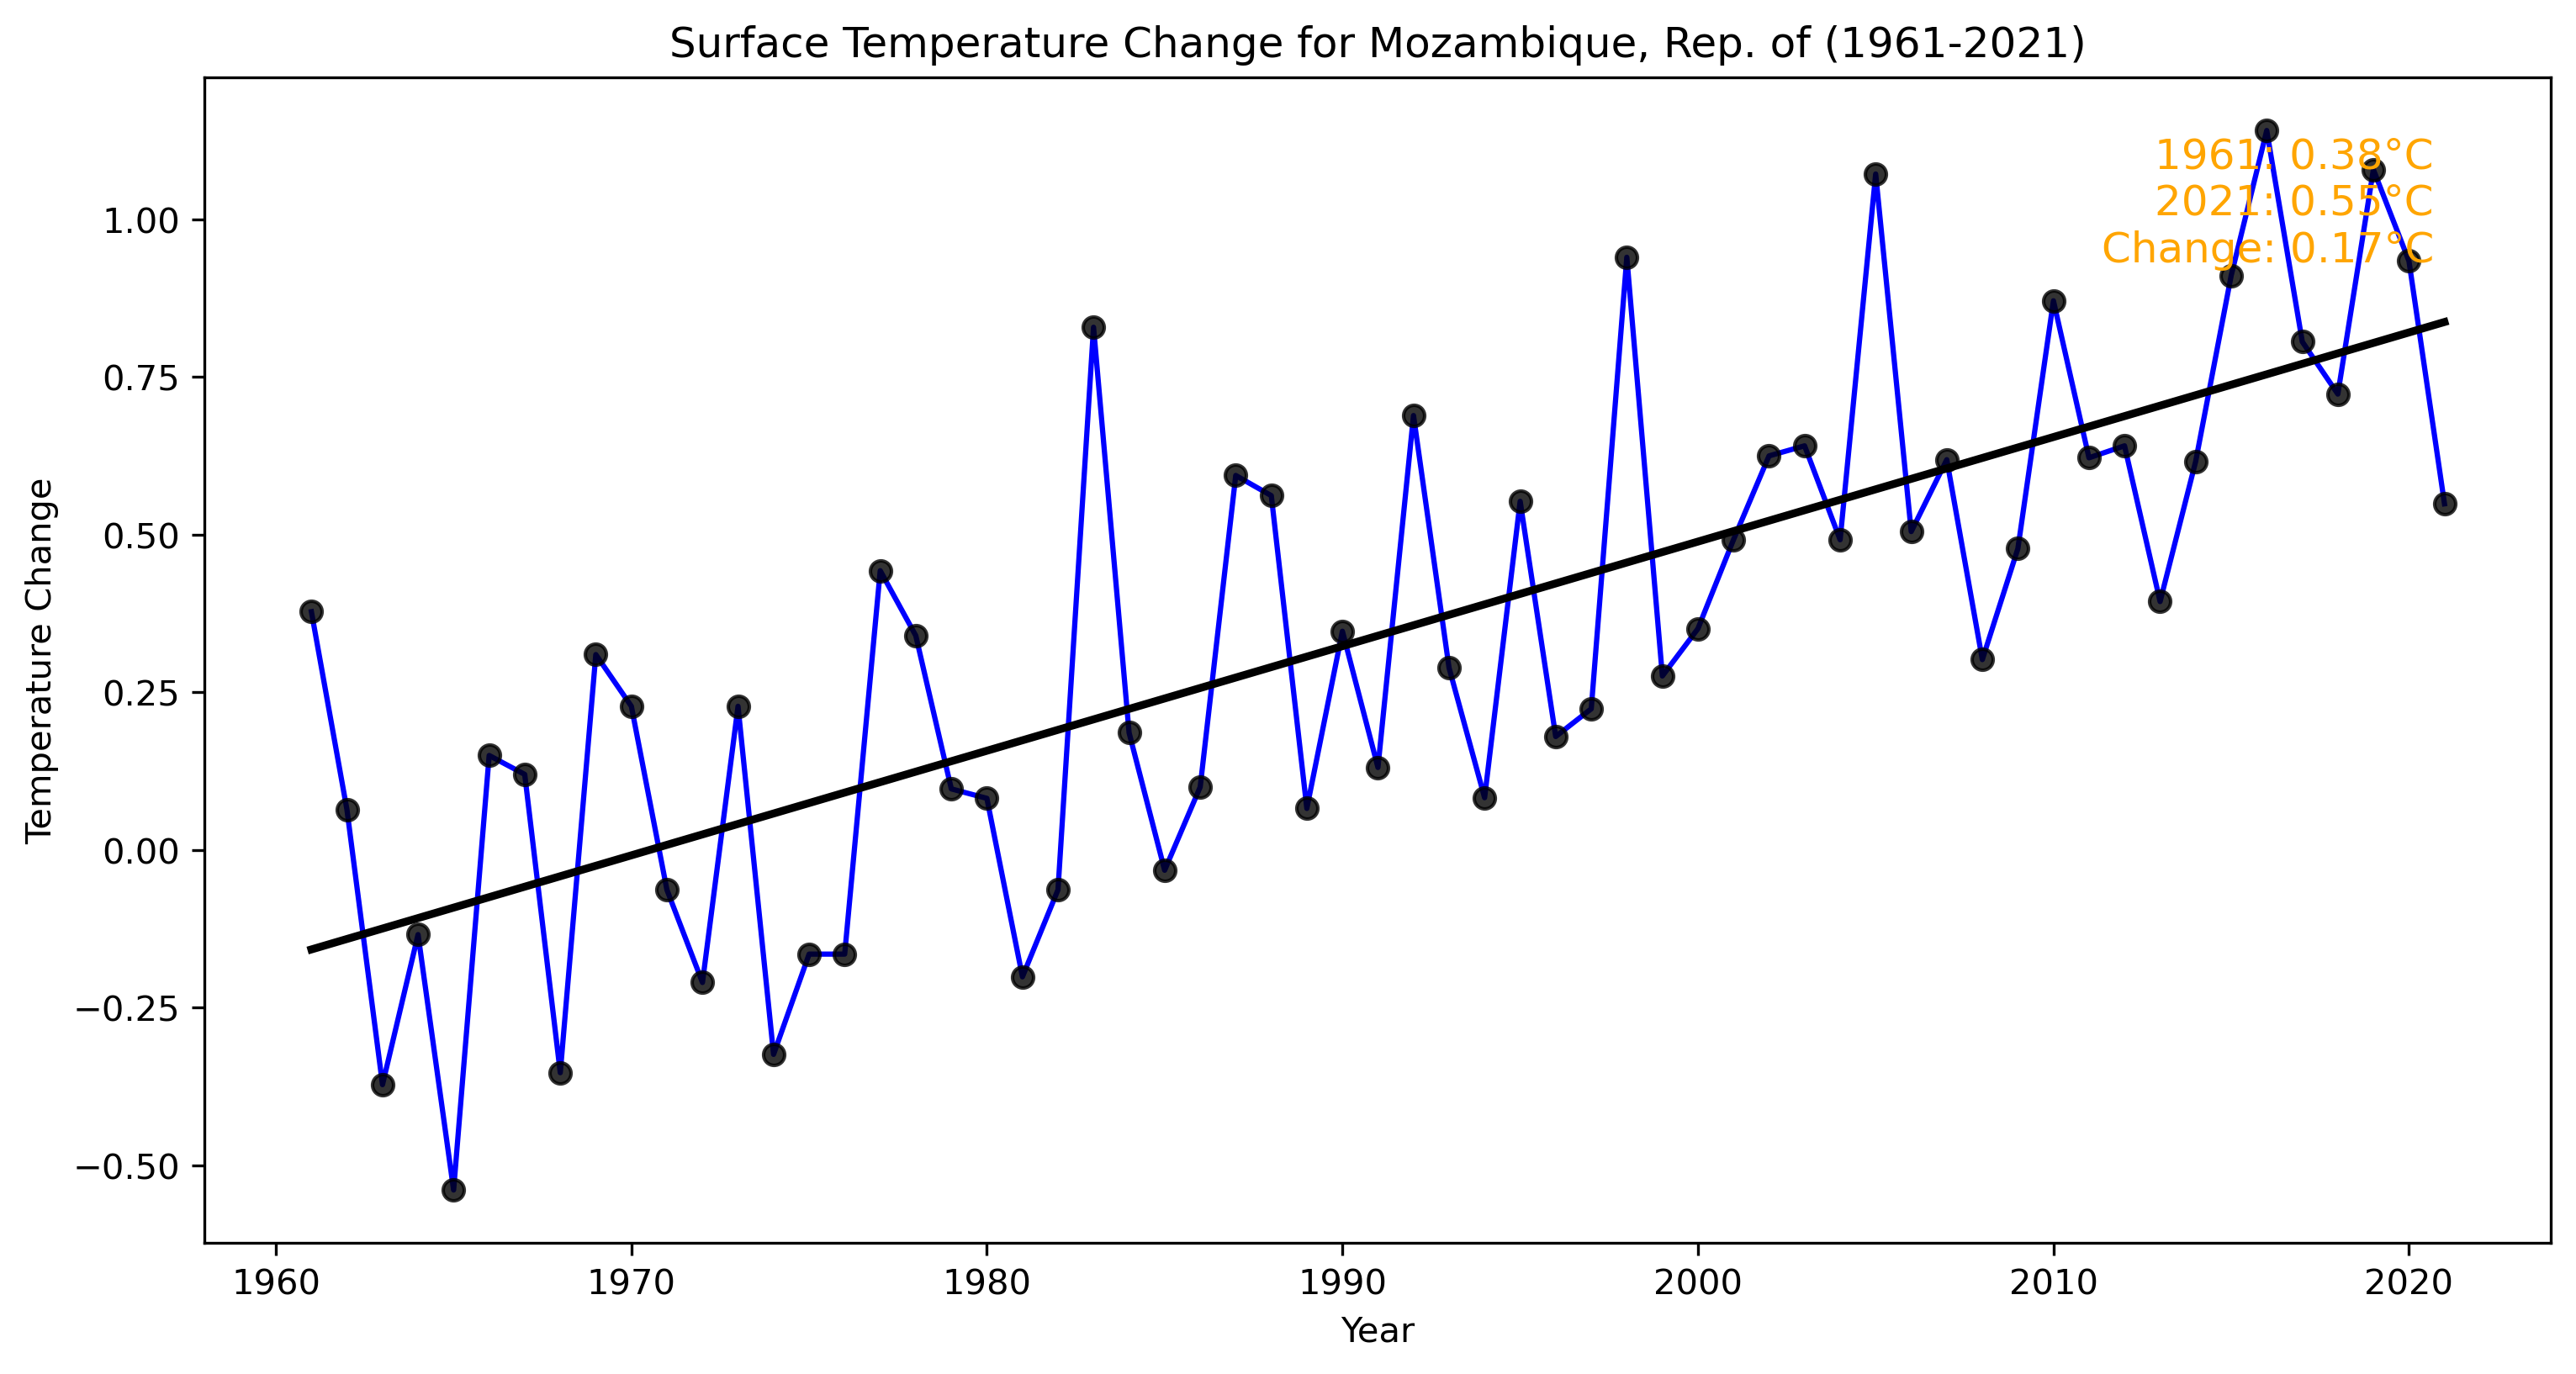 Surface Temperature Change for Mozambique, Rep. of (1961-2021)
1961: 0.38°C
2021: 0.55°C
Change: 0.17°C
Temperature Change
1.00
0.75
0.50
0.25
0.00
−0.25
−0.50
1960 1970 1980 1990 2000 2010 2020
Year